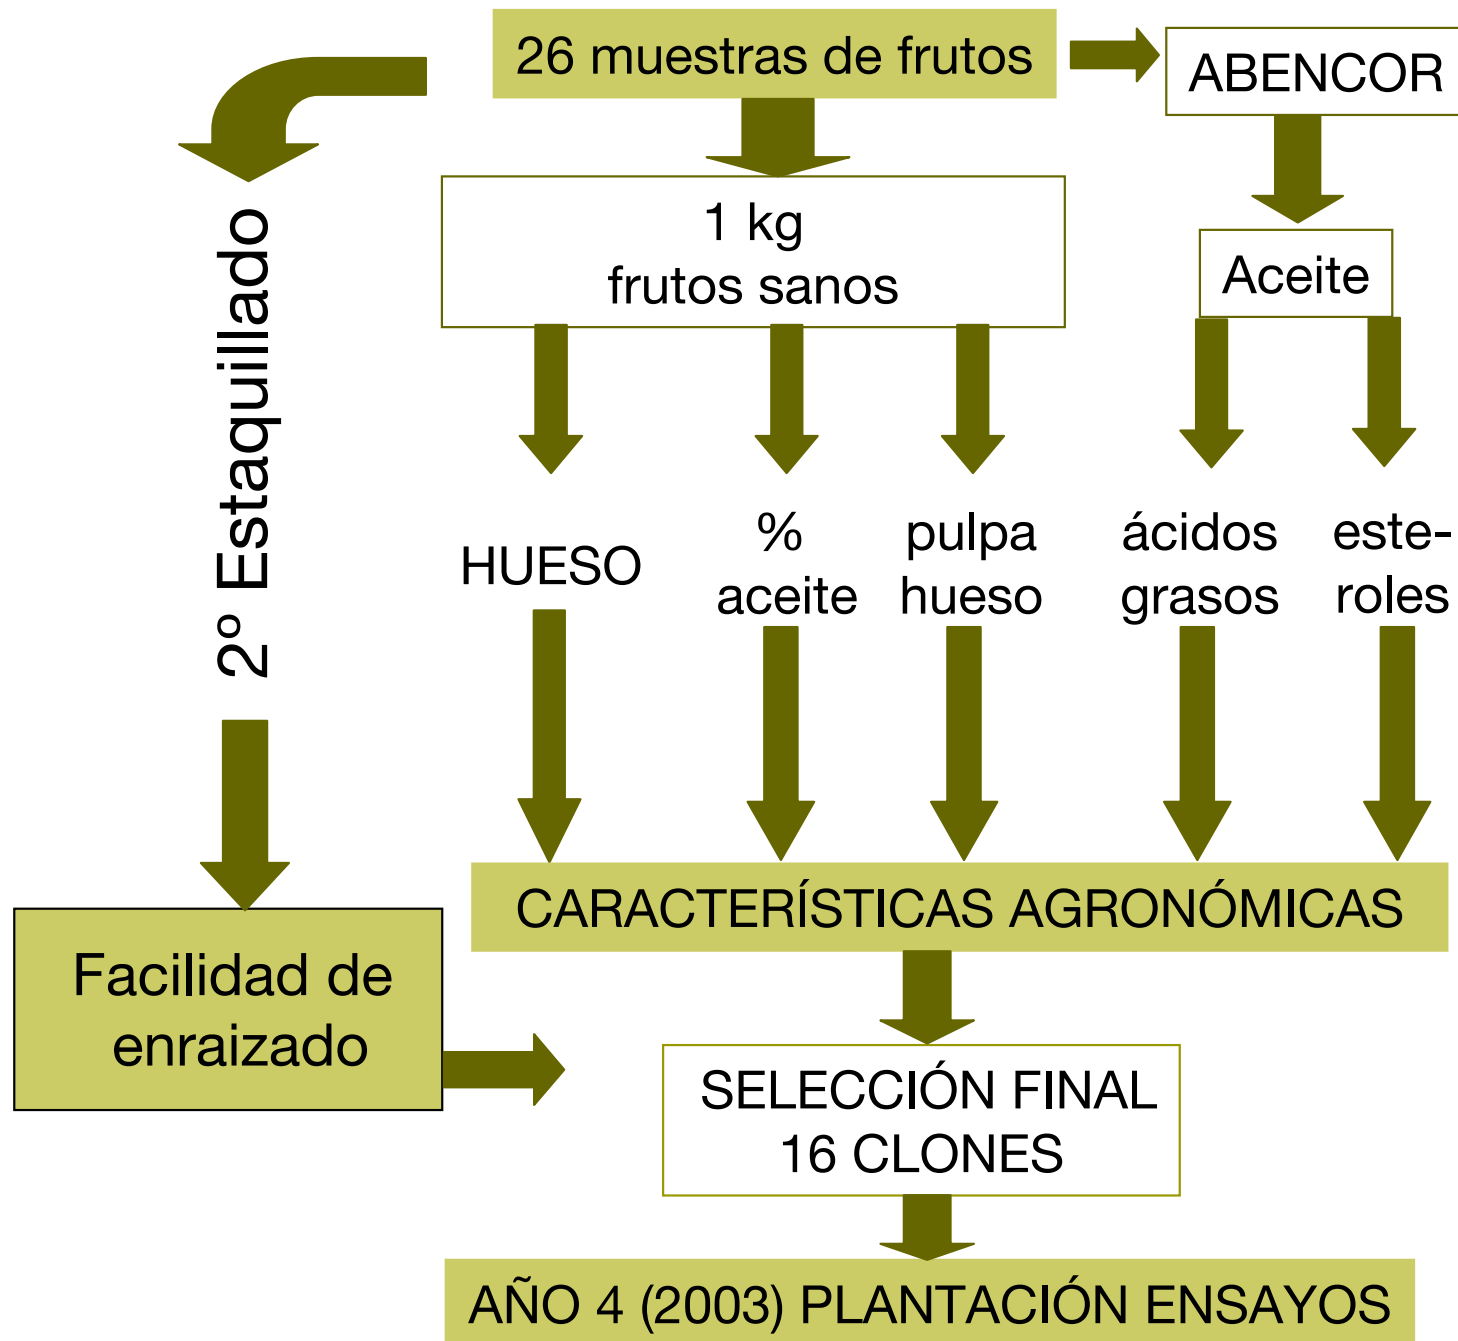 26 muestras de frutos
ABENCOR
1 kg
frutos sanos
Aceite
2º Estaquillado
HUESO
%
aceite
pulpa
hueso
ácidos
grasos
este-
roles
CARACTERÍSTICAS AGRONÓMICAS
Facilidad de
enraizado
SELECCIÓN FINAL
16 CLONES
AÑO 4 (2003) PLANTACIÓN ENSAYOS